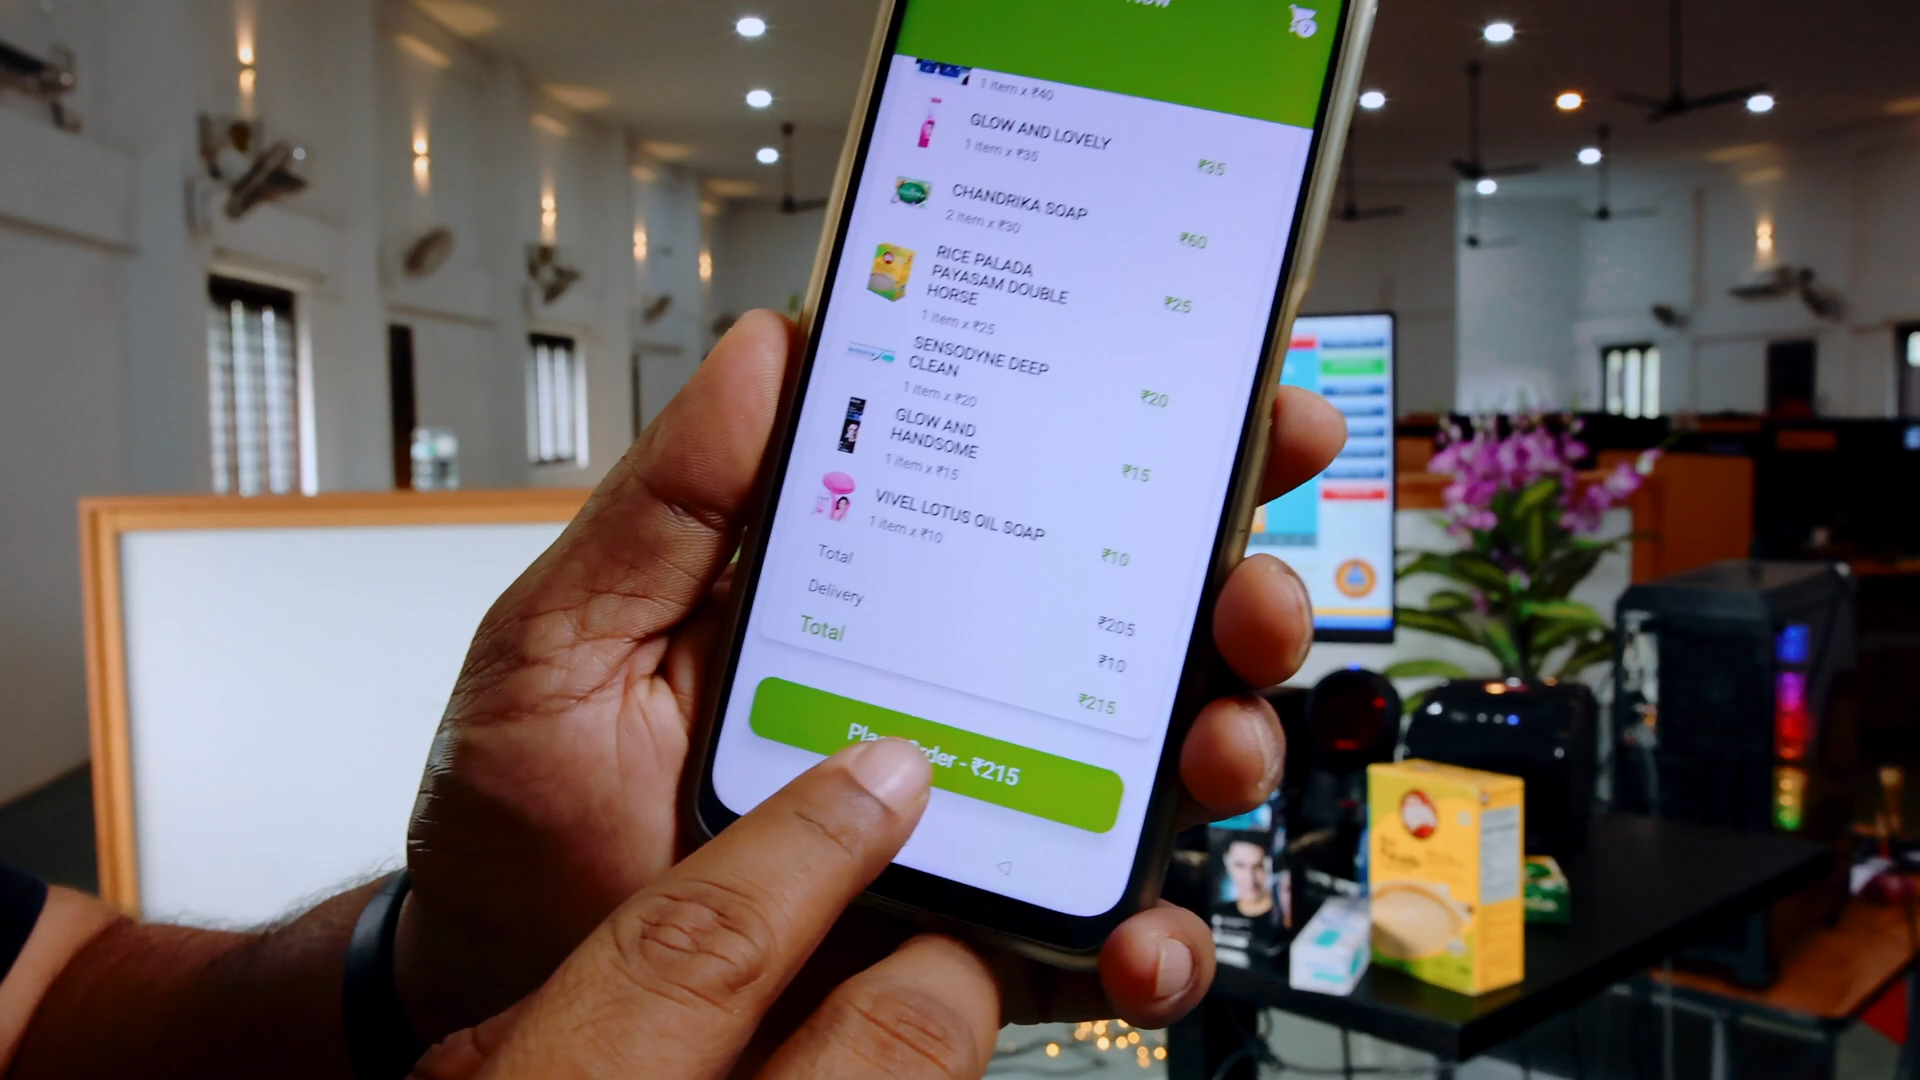 Now
7
1 item x ₹40
GLOW AND LOVELY
1 item x ₹35
₹35
CHANDRIKA SOAP
2 item x ₹30
₹60
RICE PALADA
PAYASAM DOUBLE
HORSE
1 item x ₹25
₹25
SENSODYNE DEEP
CLEAN
1 item x ₹20
₹20
GLOW AND
HANDSOME
1 item x ₹15
₹15
VIVEL LOTUS OIL SOAP
1 item x ₹10
₹10
Total
₹205
Delivery
₹10
Total
₹215
- ₹215